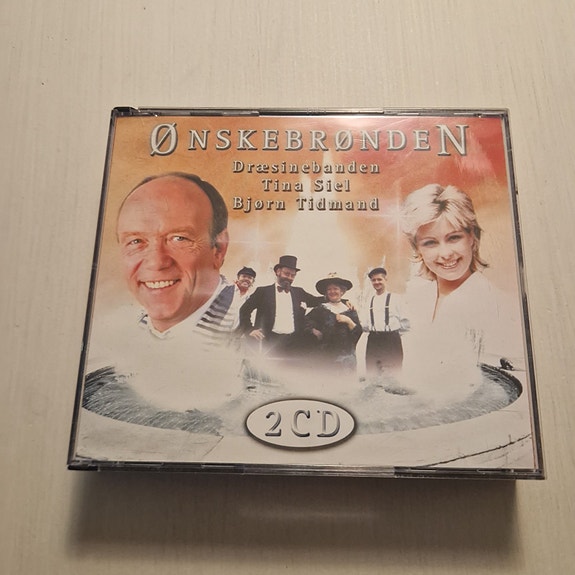 ØNSKEBRØNDEN
Dræsinebanden
Tina Siel
Bjørn Tidmand
2CD